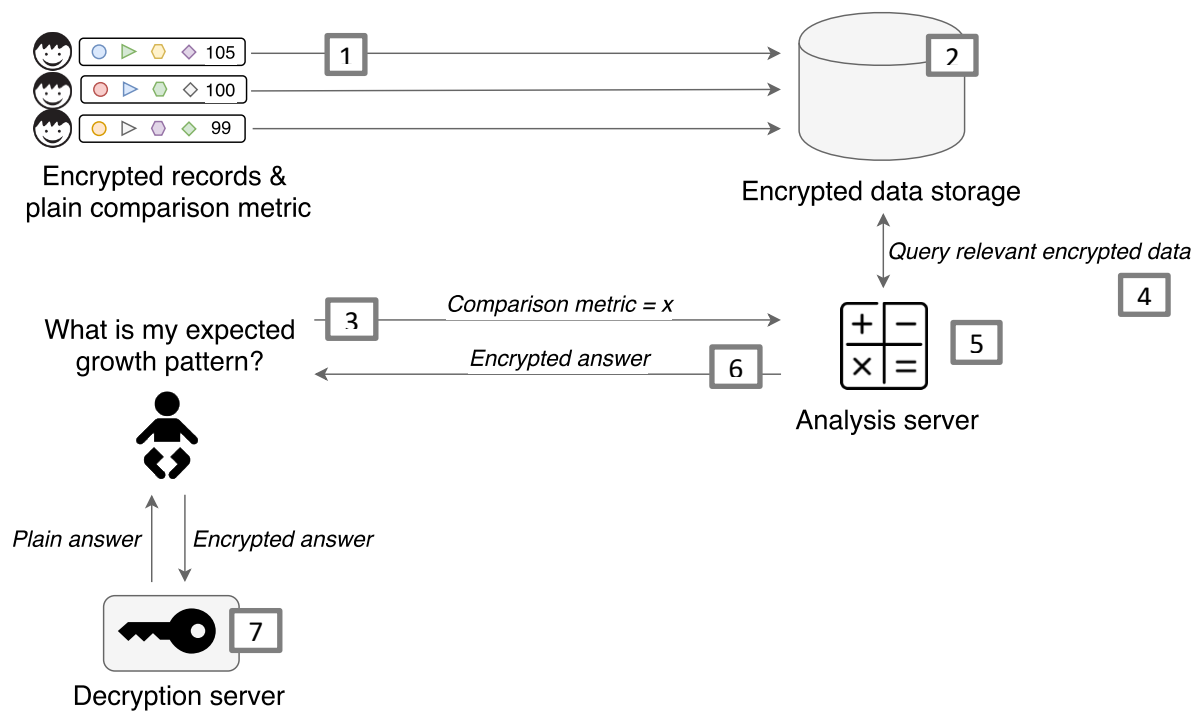 105
1
2
100
99
Encrypted records &
plain comparison metric
Encrypted data storage
Query relevant encrypted data
4
3
Comparison metric = x
What is my expected
growth pattern?
Encrypted answer
6
+ −
× =
5
Analysis server
Plain answer
Encrypted answer
7
Decryption server